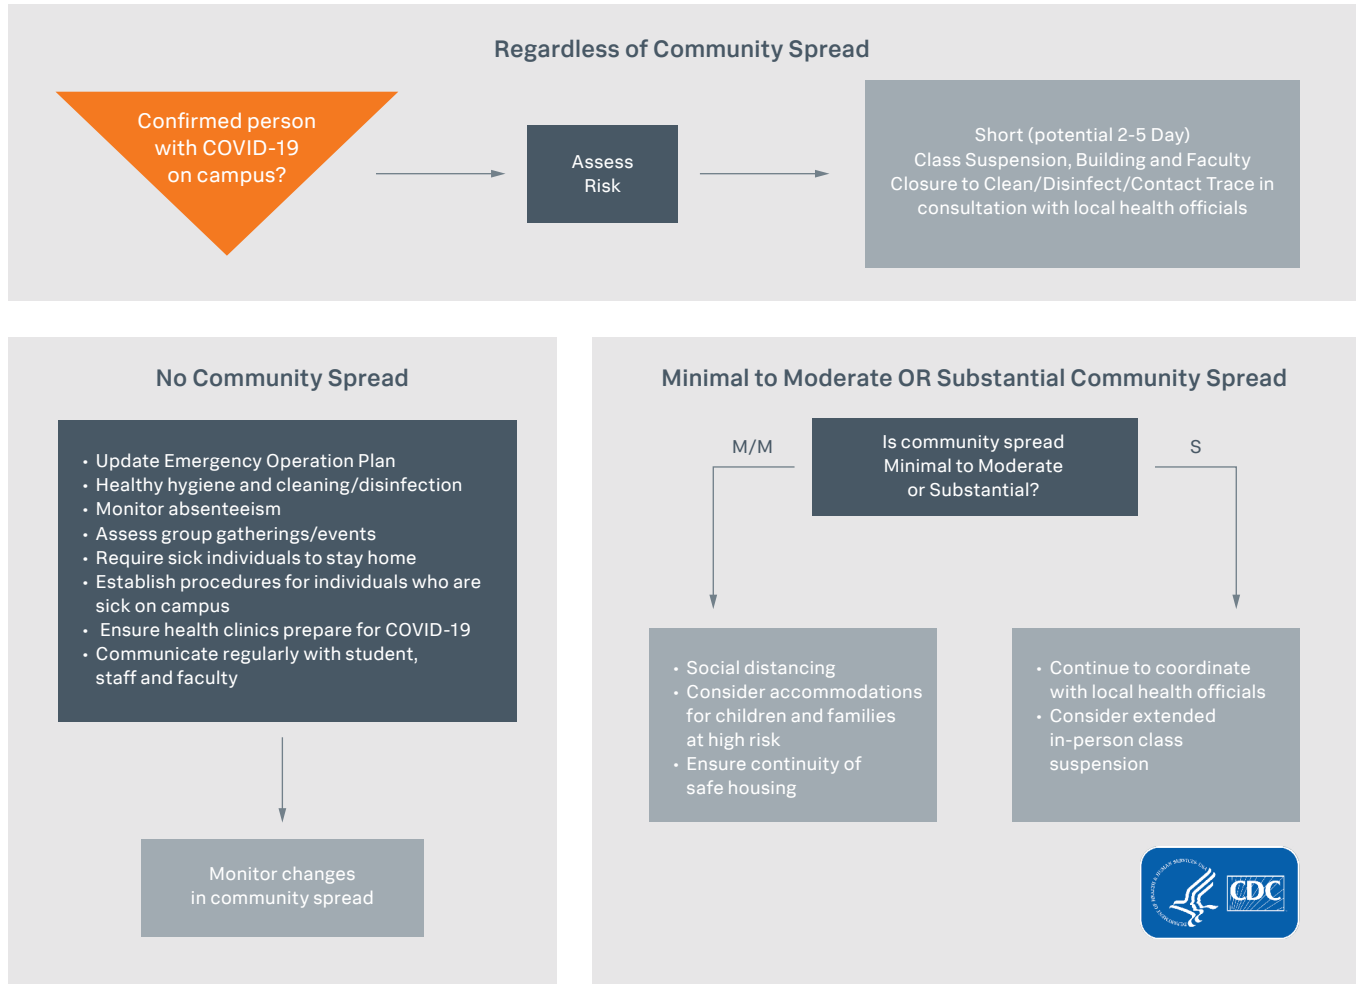 Regardless of Community Spread
Confirmed person
with COVID-19
on campus?
Assess
Risk
Short (potential 2-5 Day)
Class Suspension, Building and Faculty
Closure to Clean/Disinfect/Contact Trace in
consultation with local health officials
No Community Spread
• Update Emergency Operation Plan
• Healthy hygiene and cleaning/disinfection
• Monitor absenteeism
• Assess group gatherings/events
• Require sick individuals to stay home
• Establish procedures for individuals who are
sick on campus
• Ensure health clinics prepare for COVID-19
• Communicate regularly with student,
staff and faculty
Monitor changes
in community spread
Minimal to Moderate OR Substantial Community Spread
M/M
Is community spread
Minimal to Moderate
or Substantial?
S
• Social distancing
• Consider accommodations
for children and families
at high risk
• Ensure continuity of
safe housing
• Continue to coordinate
with local health officials
• Consider extended
in-person class
suspension
DEPARTMENT OF HEALTH & HUMAN SERVICES
CDC